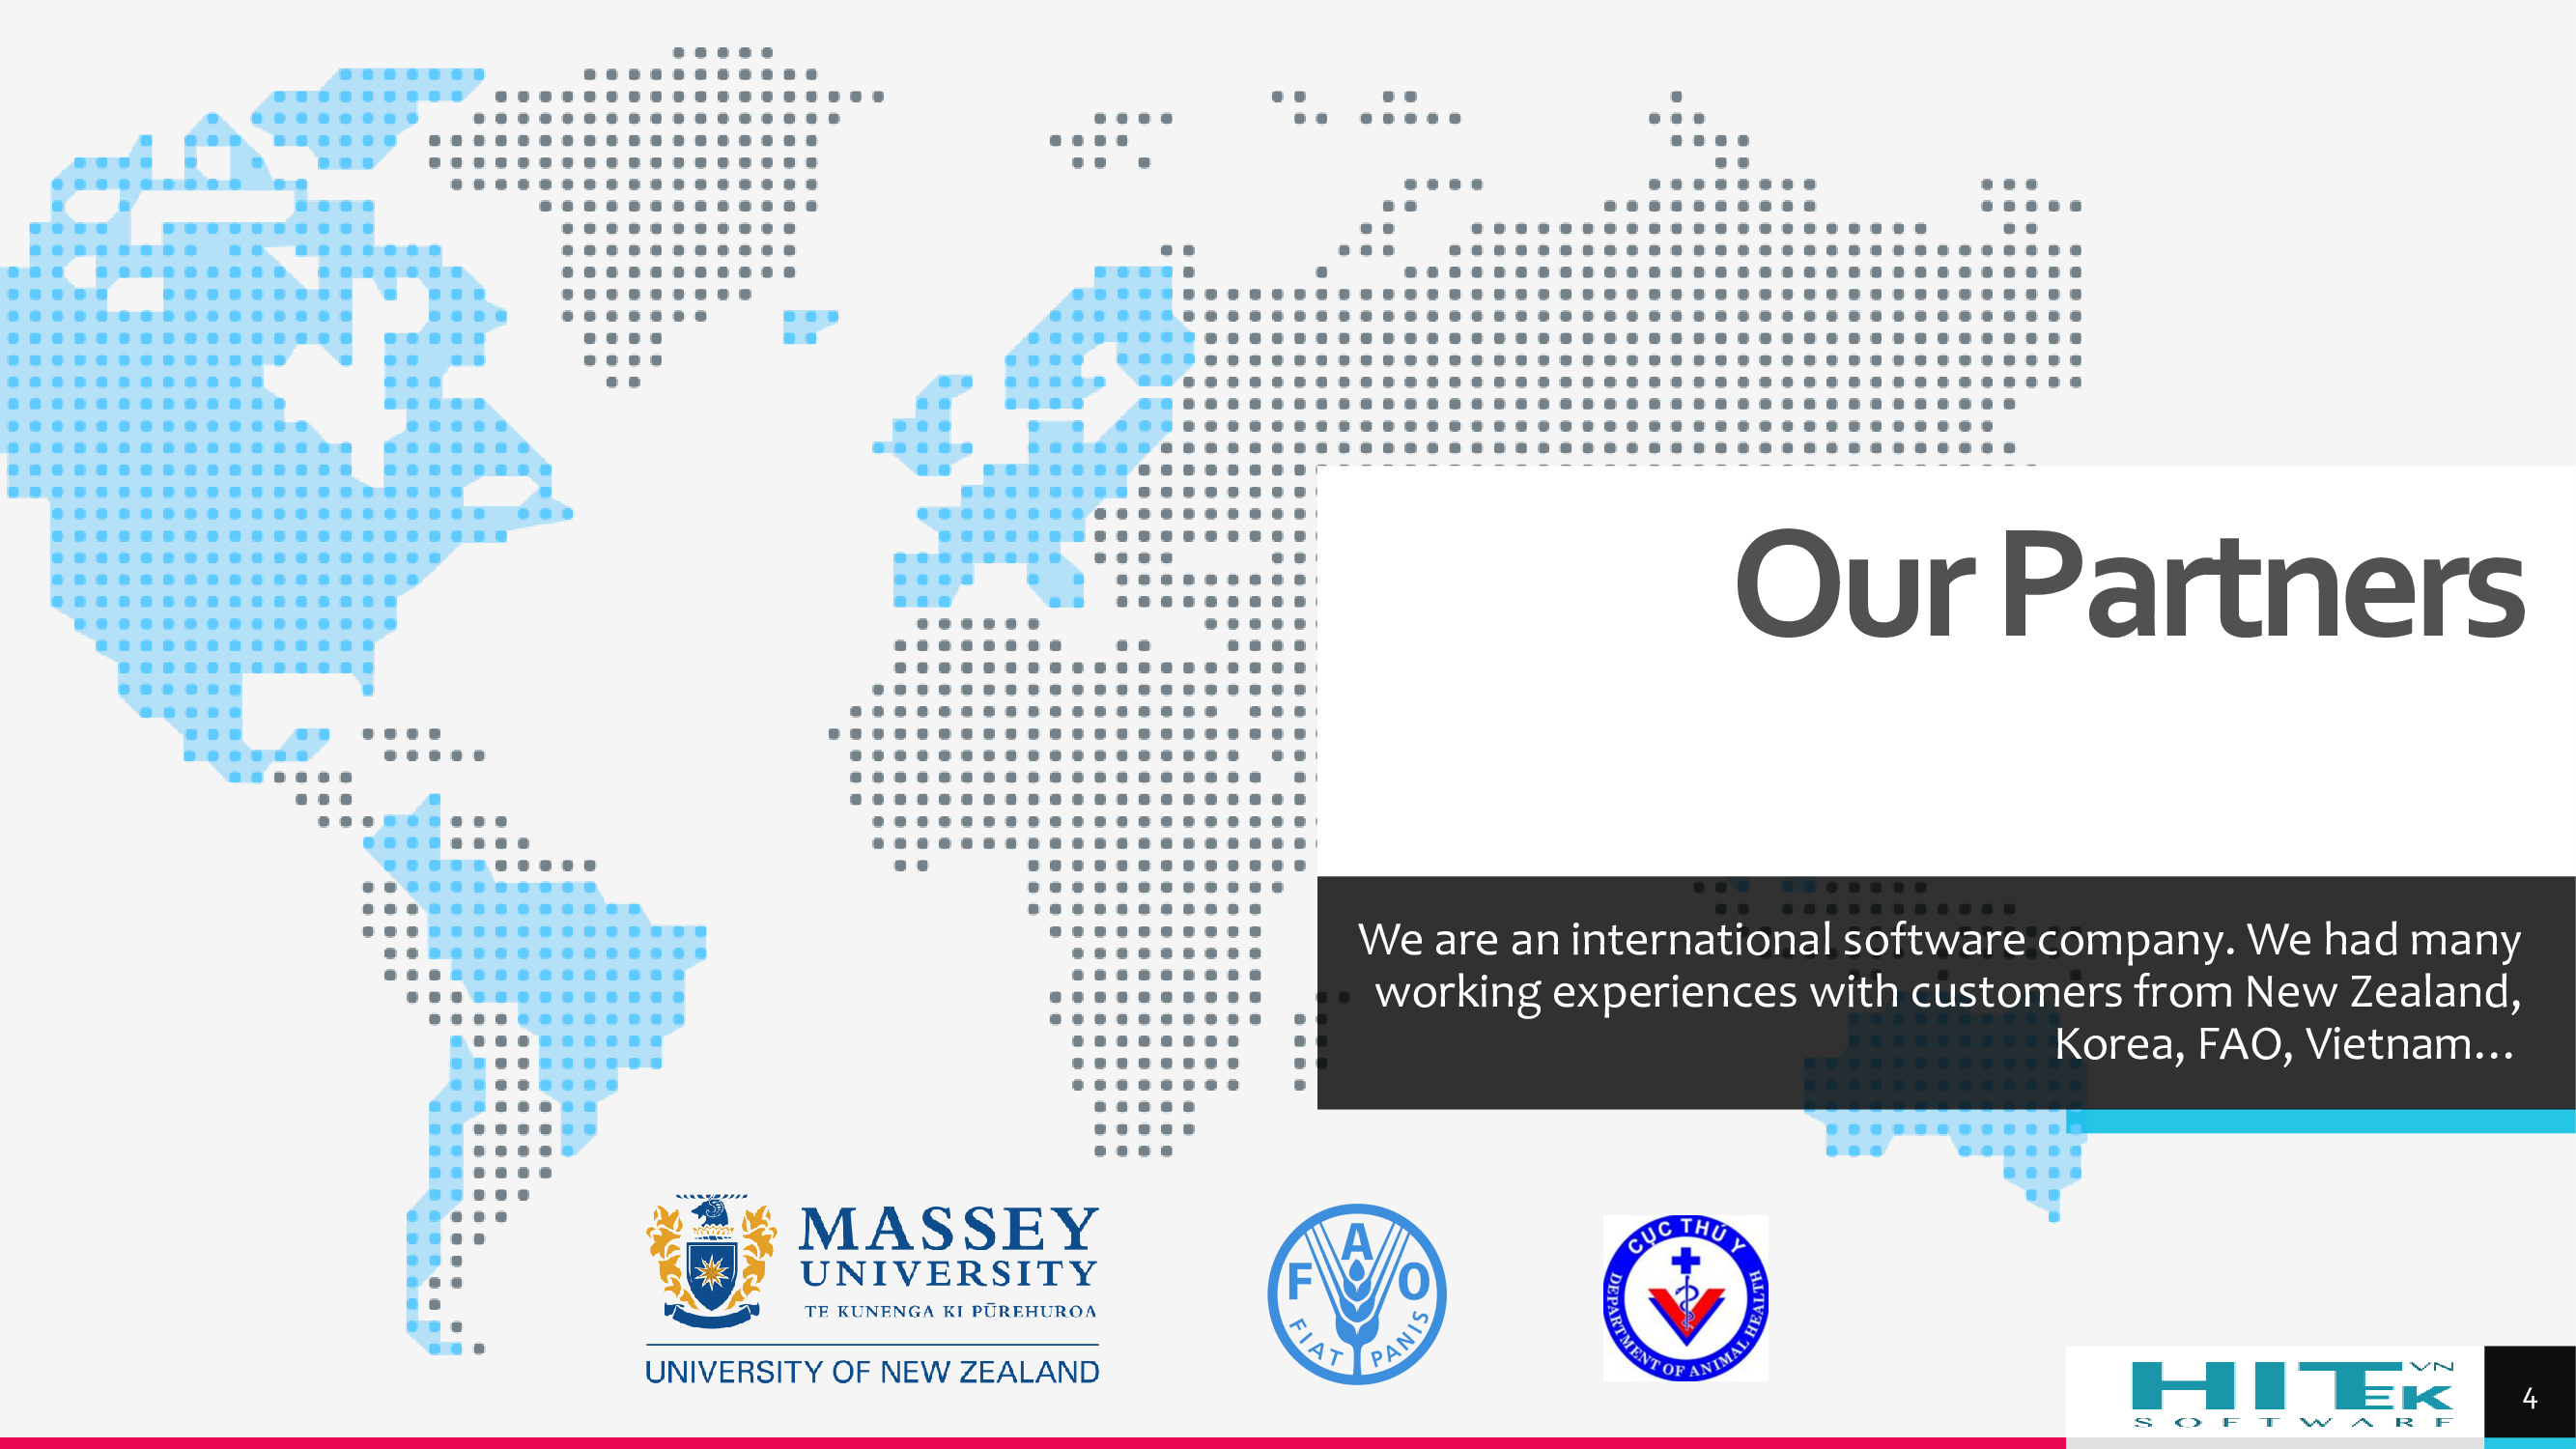 Our Partners
We are an international software company. We had many
working experiences with customers from New Zealand,
Korea, FAO, Vietnam...
MASSEY
UNIVERSITY
TE KUNENGA KI PŪREHUROA
UNIVERSITY OF NEW ZEALAND
F A O
FIAT PANIS
CỤC THÚ Y
DEPARTMENT OF ANIMAL HEALTH
HITEK VN
SOFTWARE
4